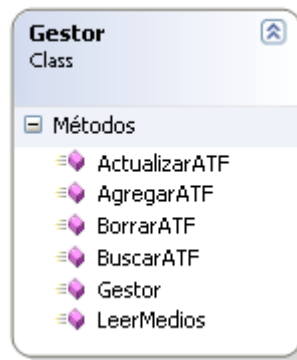 Gestor
Class
Métodos
ActualizarATF
AgregarATF
BorrarATF
BuscarATF
Gestor
LeerMedios